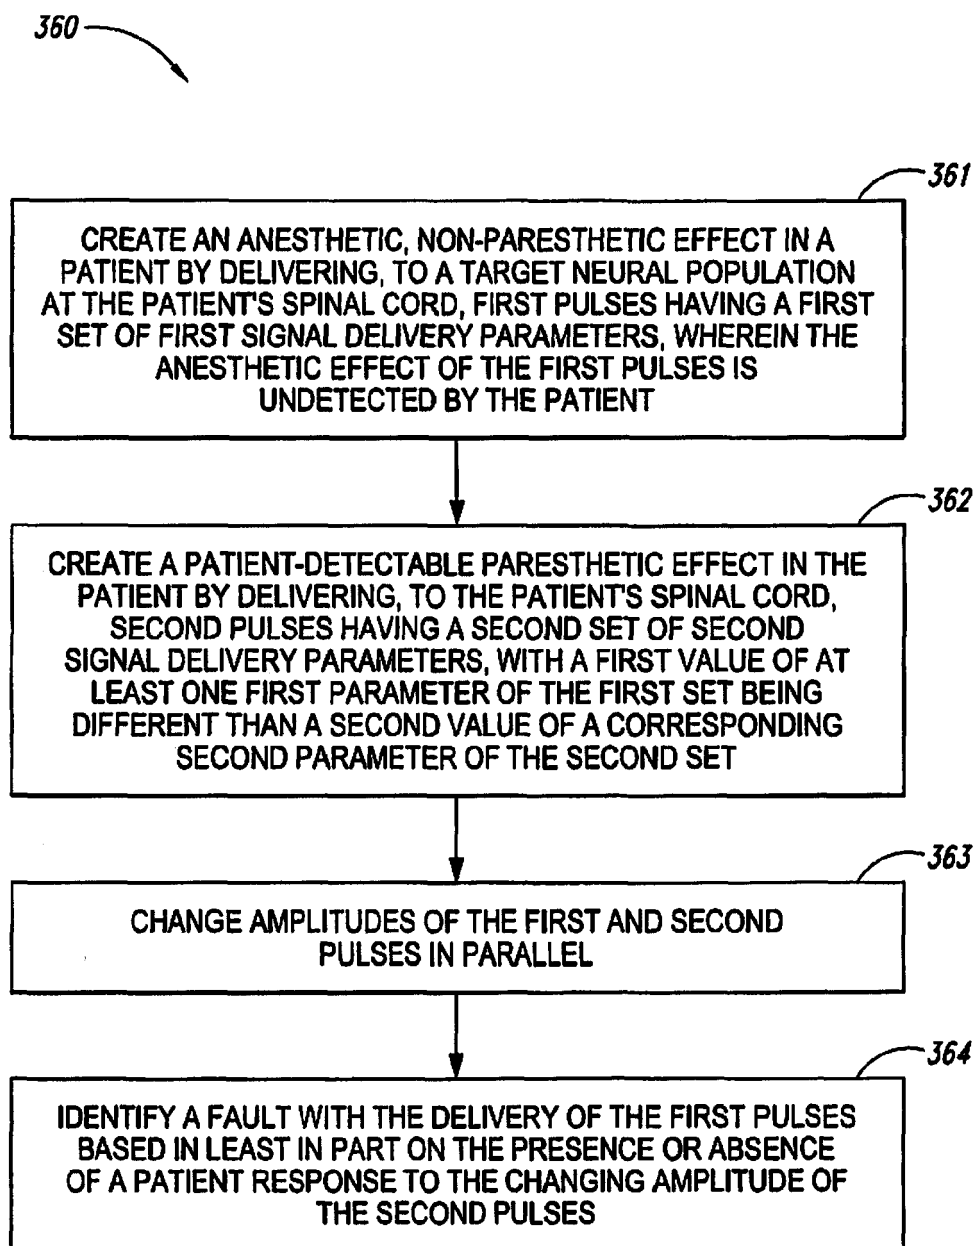 360
361
CREATE AN ANESTHETIC, NON-PARESTHETIC EFFECT IN A
PATIENT BY DELIVERING, TO A TARGET NEURAL POPULATION
AT THE PATIENT'S SPINAL CORD, FIRST PULSES HAVING A FIRST
SET OF FIRST SIGNAL DELIVERY PARAMETERS, WHEREIN THE
ANESTHETIC EFFECT OF THE FIRST PULSES IS
UNDETECTED BY THE PATIENT
362
CREATE A PATIENT-DETECTABLE PARESTHETIC EFFECT IN THE
PATIENT BY DELIVERING, TO THE PATIENT'S SPINAL CORD,
SECOND PULSES HAVING A SECOND SET OF SECOND
SIGNAL DELIVERY PARAMETERS, WITH A FIRST VALUE OF AT
LEAST ONE FIRST PARAMETER OF THE FIRST SET BEING
DIFFERENT THAN A SECOND VALUE OF A CORRESPONDING
SECOND PARAMETER OF THE SECOND SET
363
CHANGE AMPLITUDES OF THE FIRST AND SECOND
PULSES IN PARALLEL
364
IDENTIFY A FAULT WITH THE DELIVERY OF THE FIRST PULSES
BASED IN LEAST IN PART ON THE PRESENCE OR ABSENCE
OF A PATIENT RESPONSE TO THE CHANGING AMPLITUDE OF
THE SECOND PULSES